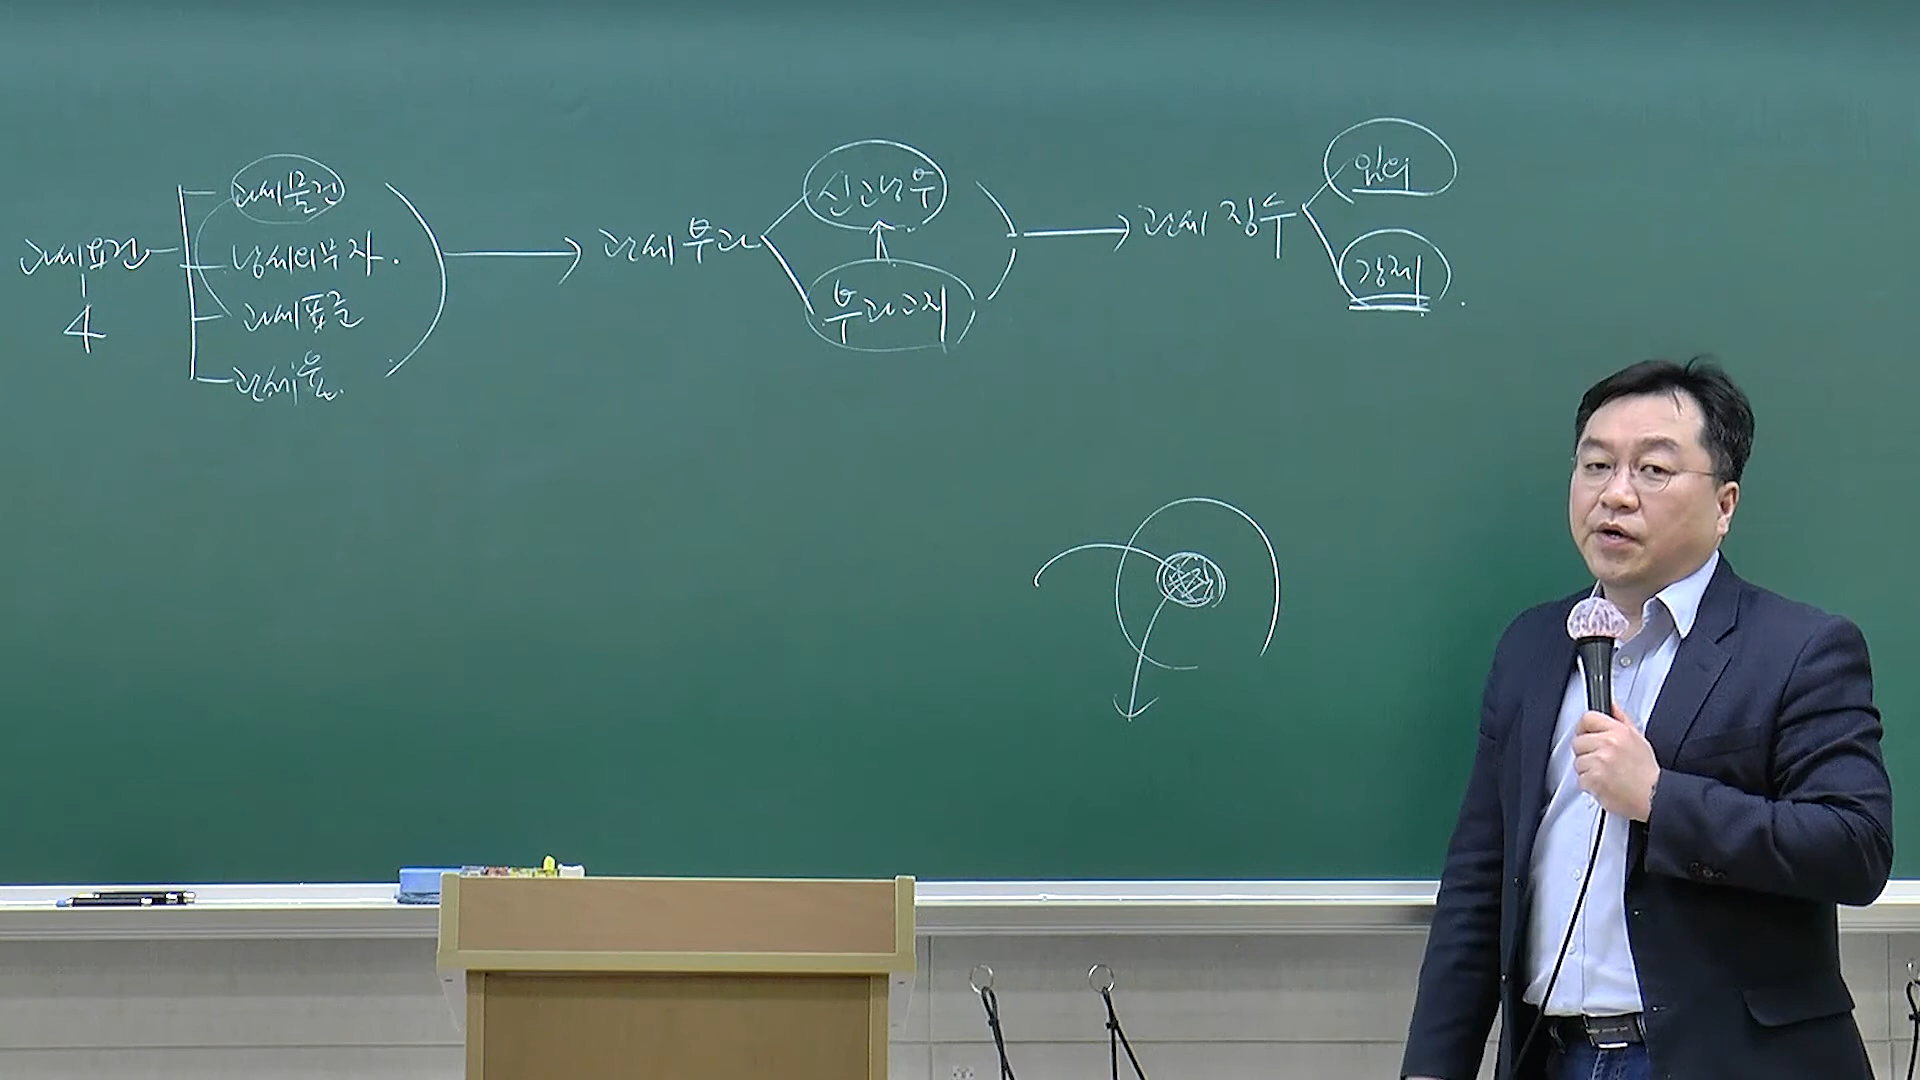 과세물건
과세요건
납세의무자.
4
과세표준
관세율.
관세 부과
신고납부
부과고지
관세 징수
임의
강제